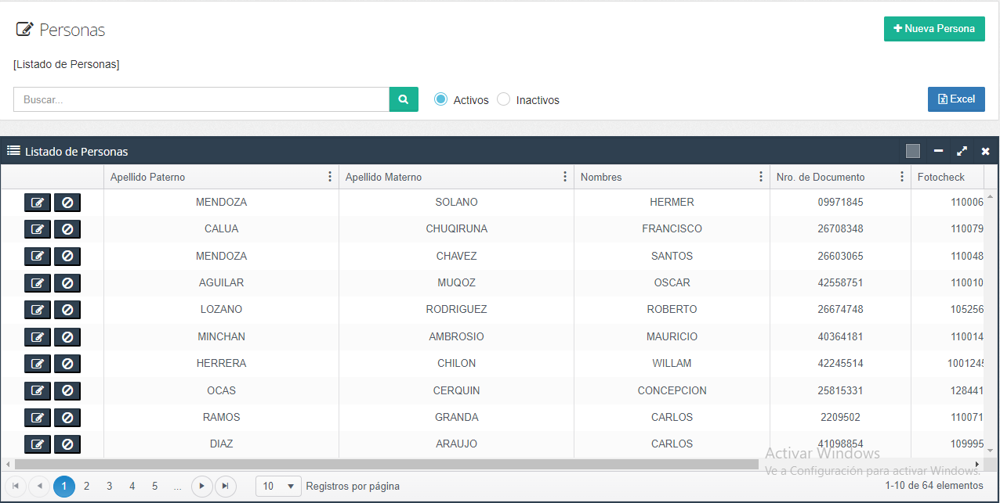 Personas
Nueva Persona
[Listado de Personas]
Buscar...
Activos Inactivos
Excel
Listado de Personas
Apellido Paterno Apellido Materno Nombres Nro. de Documento Fotocheck
MENDOZA SOLANO HERMER 09971845 110006
CALUA CHUQIRUNA FRANCISCO 26708348 110079
MENDOZA CHAVEZ SANTOS 26603065 110048
AGUILAR MUQOZ OSCAR 42558751 110010
LOZANO RODRIGUEZ ROBERTO 26674748 105256
MINCHAN AMBROSIO MAURICIO 40364181 110014
HERRERA CHILON WILLAM 42245514 1001245
OCAS CERQUIN CONCEPCION 25815331 128441
RAMOS GRANDA CARLOS 2209502 110071
DIAZ ARAUJO CARLOS 41098854 109995
Activar Windows
Ve a Configuración para activar Windows.
1 2 3 4 5 ... 10 Registros por página
1-10 de 64 elementos